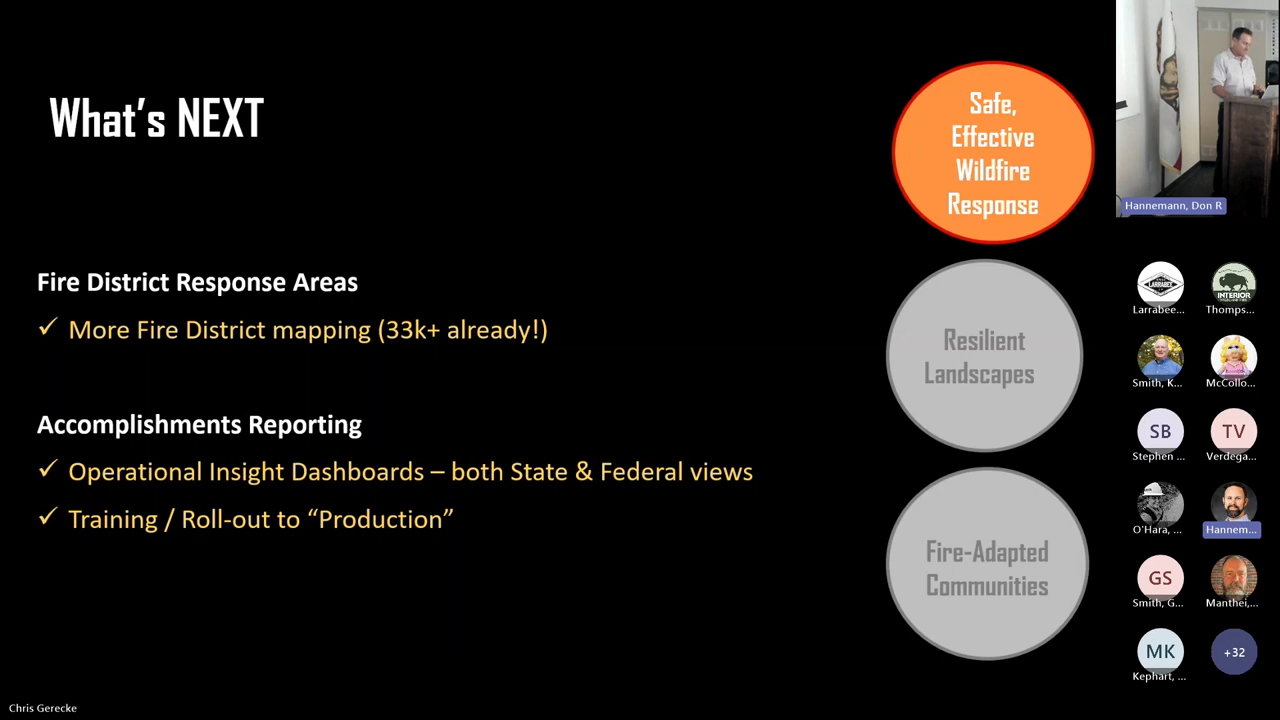 What's NEXT
Safe,
Effective
Wildfire
Response
Resilient
Landscapes
Fire-Adapted
Communities
Fire District Response Areas
✓ More Fire District mapping (33k+ already!)
Accomplishments Reporting
✓ Operational Insight Dashboards – both State & Federal views
✓ Training / Roll-out to “Production”
Chris Gerecke
Hannemann, Don R
LARRABEE
Larrabee...
INTERIOR
Thomps...
Smith, K...
McCollo...
SB
Stephen ...
TV
Verdega...
O'Hara, ...
Hannem...
GS
Smith, G...
Manthei,...
MK
Kephart, ...
+32